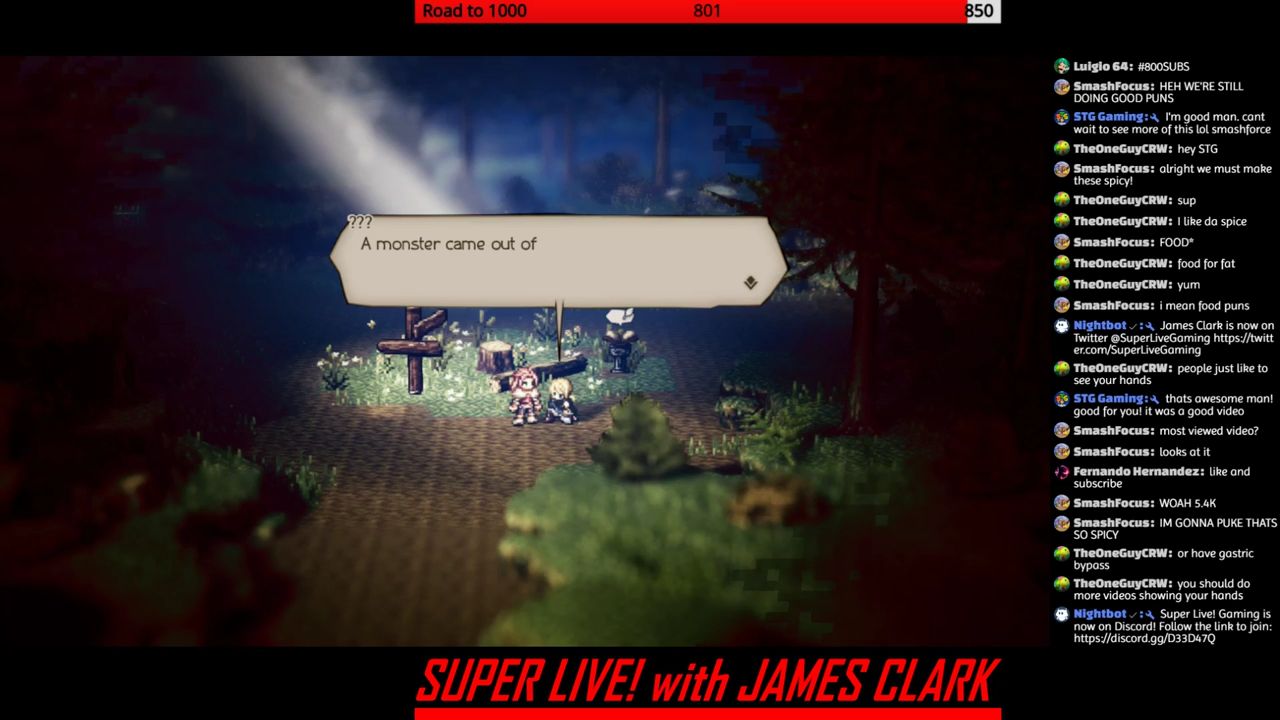 Road to 1000 801 850
Luigio 64: #800SUBS
SmashFocus: HEH WE'RE STILL
DOING GOOD PUNS
STG Gaming: I'm good man. cant
wait to see more of this lol smashforce
TheOneGuyCRW: hey STG
SmashFocus: alright we must make
these spicy!
TheOneGuyCRW: sup
TheOneGuyCRW: I like da spice
SmashFocus: FOOD*
TheOneGuyCRW: food for fat
TheOneGuyCRW: yum
SmashFocus: i mean food puns
Nightbot: James Clark is now on
Twitter @SuperLiveGaming https://twitt
er.com/SuperLiveGaming
TheOneGuyCRW: people just like to
see your hands
STG Gaming: thats awesome man!
good for you! it was a good video
SmashFocus: most viewed video?
SmashFocus: looks at it
Fernando Hernandez: like and
subscribe
SmashFocus: WOAH 5.4K
SmashFocus: IM GONNA PUKE THATS
SO SPICY
TheOneGuyCRW: or have gastric
bypass
TheOneGuyCRW: you should do
more videos showing your hands
Nightbot: Super Live! Gaming is
now on Discord! Follow the link to join:
https://discord.gg/D33D47Q
???
A monster came out of
SUPER LIVE! with JAMES CLARK